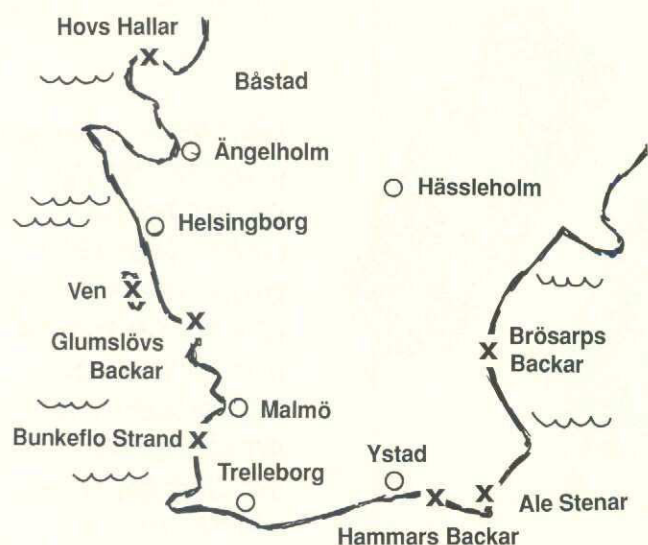 Hovs Hallar
Båstad
Ängelholm
Hässleholm
Helsingborg
Ven
Glumslövs
Backar
Brösarps
Backar
Malmö
Bunkeflo Strand
Trelleborg
Ystad
Ale Stenar
Hammars Backar